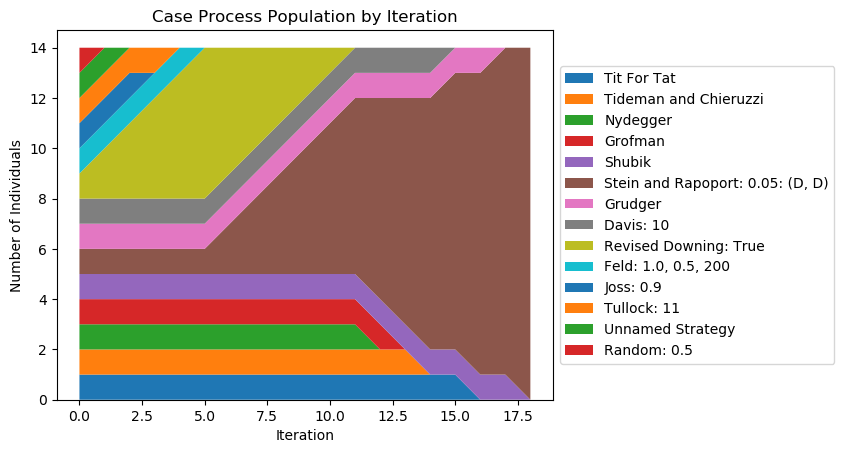 Case Process Population by Iteration
Number of Individuals
14
12
10
8
6
4
2
0
0.0 2.5 5.0 7.5 10.0 12.5 15.0 17.5
Iteration
Tit For Tat
Tideman and Chieruzzi
Nydegger
Grofman
Shubik
Stein and Rapoport: 0.05: (D, D)
Grudger
Davis: 10
Revised Downing: True
Feld: 1.0, 0.5, 200
Joss: 0.9
Tullock: 11
Unnamed Strategy
Random: 0.5